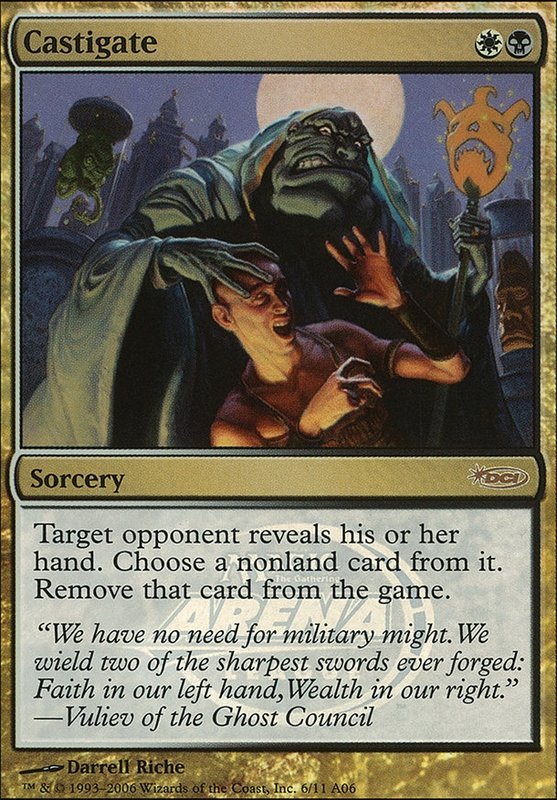 Castigate
Sorcery
DCI
Target opponent reveals his or her
hand. Choose a nonland card from it.
Remove that card from the game.
The Gathering
ARENA
“We have no need for military might. We
wield two of the sharpest swords ever forged:
Faith in our left hand, Wealth in our right.”
—Vuliev of the Ghost Council
Darrell Riche
™ & © 1993–2006 Wizards of the Coast, Inc. 6/11 A06